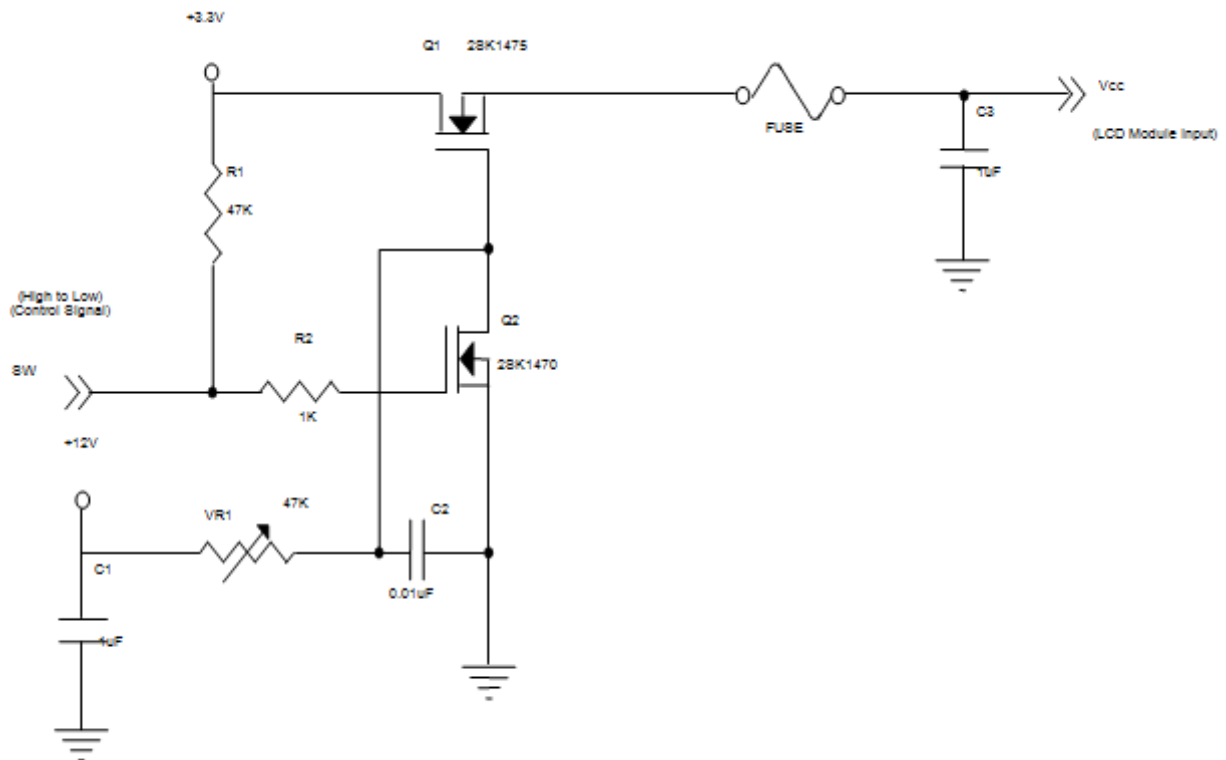 +3.3V
Q1 2SK1475
FUSE
C3
Vcc
(LCD Module Input)
1uF
R1
47K
(High to Low)
(Control Signal)
SW
R2
1K
Q2
2SK1470
+12V
VR1
47K
C2
0.01uF
C1
1uF